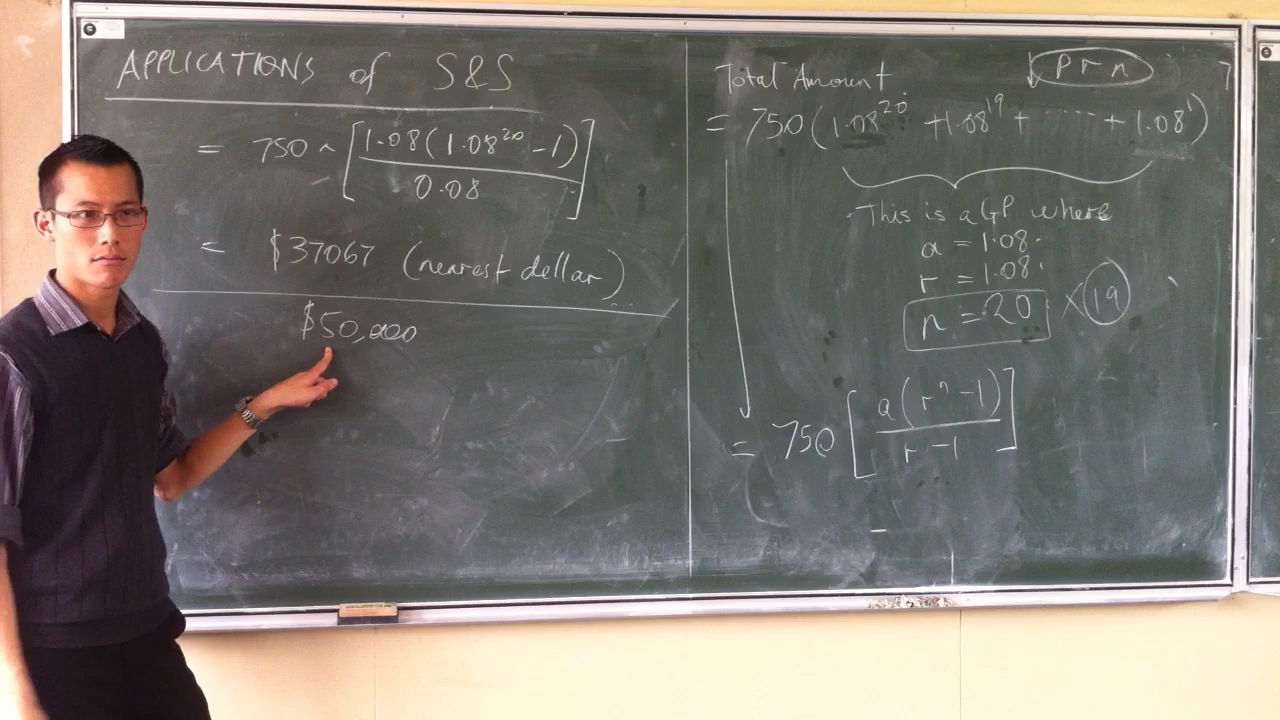 APPLICATIONS of S&S
= 750 × [1.08(1.08²⁰ - 1) / 0.08]
= $37067 (nearest dollar)
$50,000
Total Amount
P r n
= 750(1.08²⁰ + 1.08¹⁹ + ...... + 1.08¹)
This is a GP where
a = 1.08.
r = 1.08.
n = 20 × 19
= 750 [a(rⁿ - 1) / r - 1]